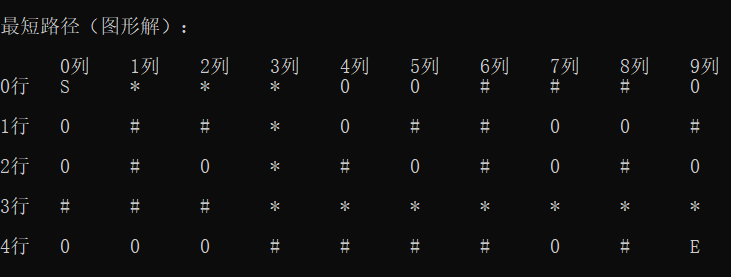 最短路径（图形解）：
0列 1列 2列 3列 4列 5列 6列 7列 8列 9列
0行 S * * * 0 0 # # # 0
1行 0 # # * 0 # # 0 0 #
2行 0 # 0 * # 0 # 0 # 0
3行 # # # * * * * * * *
4行 0 0 0 # # # # 0 # E